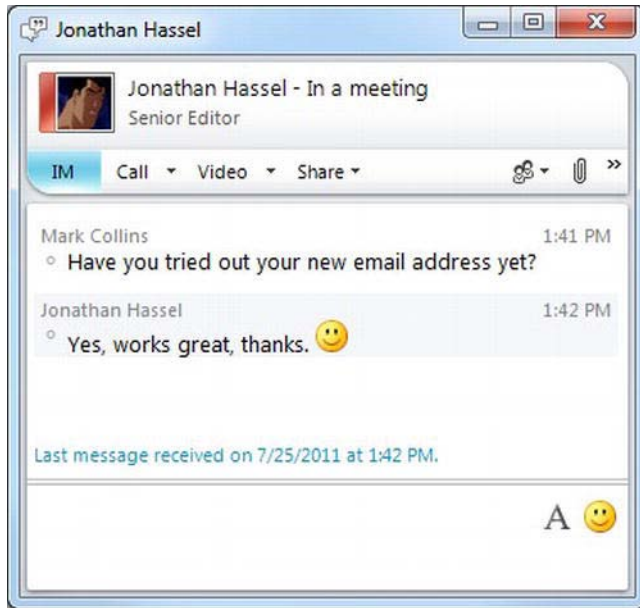 Jonathan Hassel
Jonathan Hassel - In a meeting
Senior Editor
IM Call Video Share
Mark Collins 1:41 PM
Have you tried out your new email address yet?
Jonathan Hassel 1:42 PM
Yes, works great, thanks.
Last message received on 7/25/2011 at 1:42 PM.
A